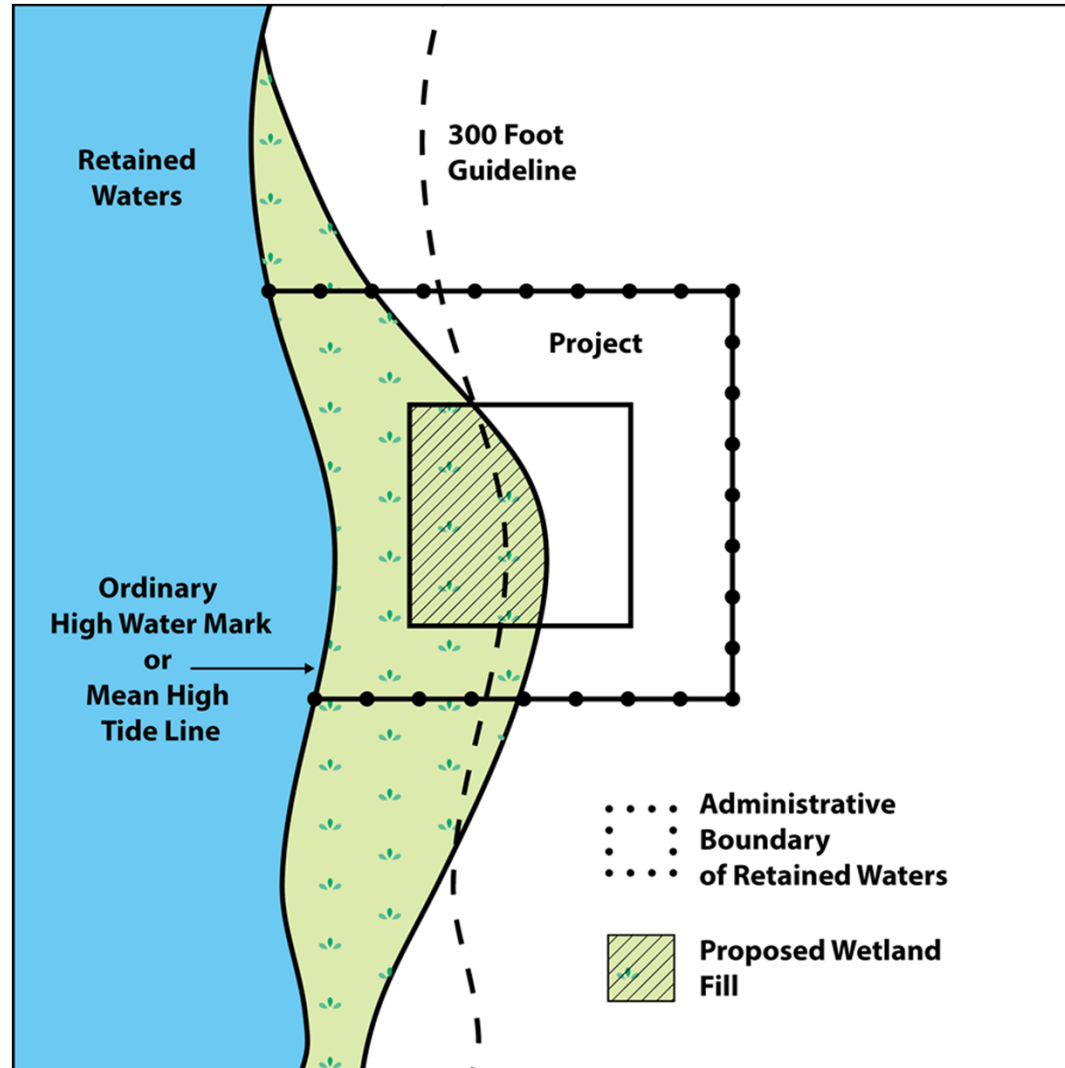 300 Foot
Guideline
Retained
Waters
Project
Ordinary
High Water Mark
or
Mean High
Tide Line
Administrative
Boundary
of Retained Waters
Proposed Wetland
Fill